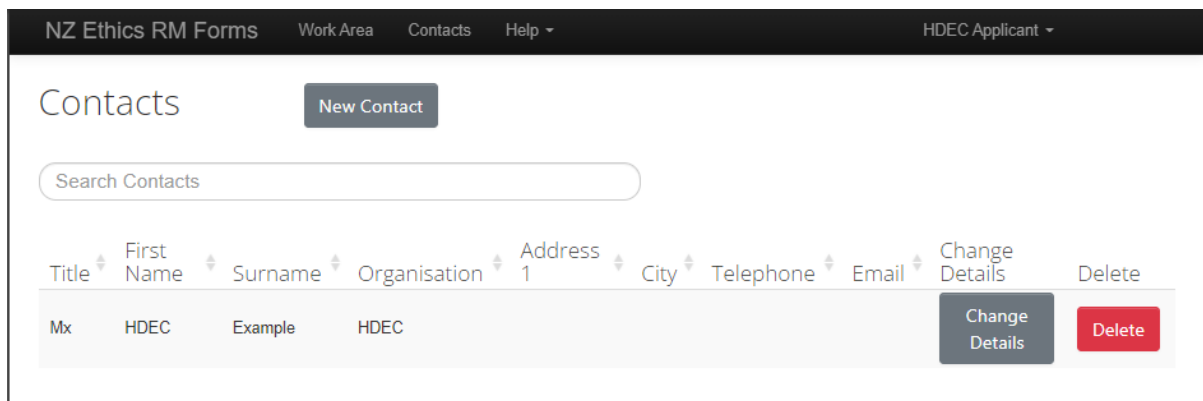 NZ Ethics RM Forms Work Area Contacts Help HDEC Applicant
Contacts New Contact
Search Contacts
Title First Name Surname Organisation Address 1 City Telephone Email Change Details Delete
Mx HDEC Example HDEC Change Details Delete